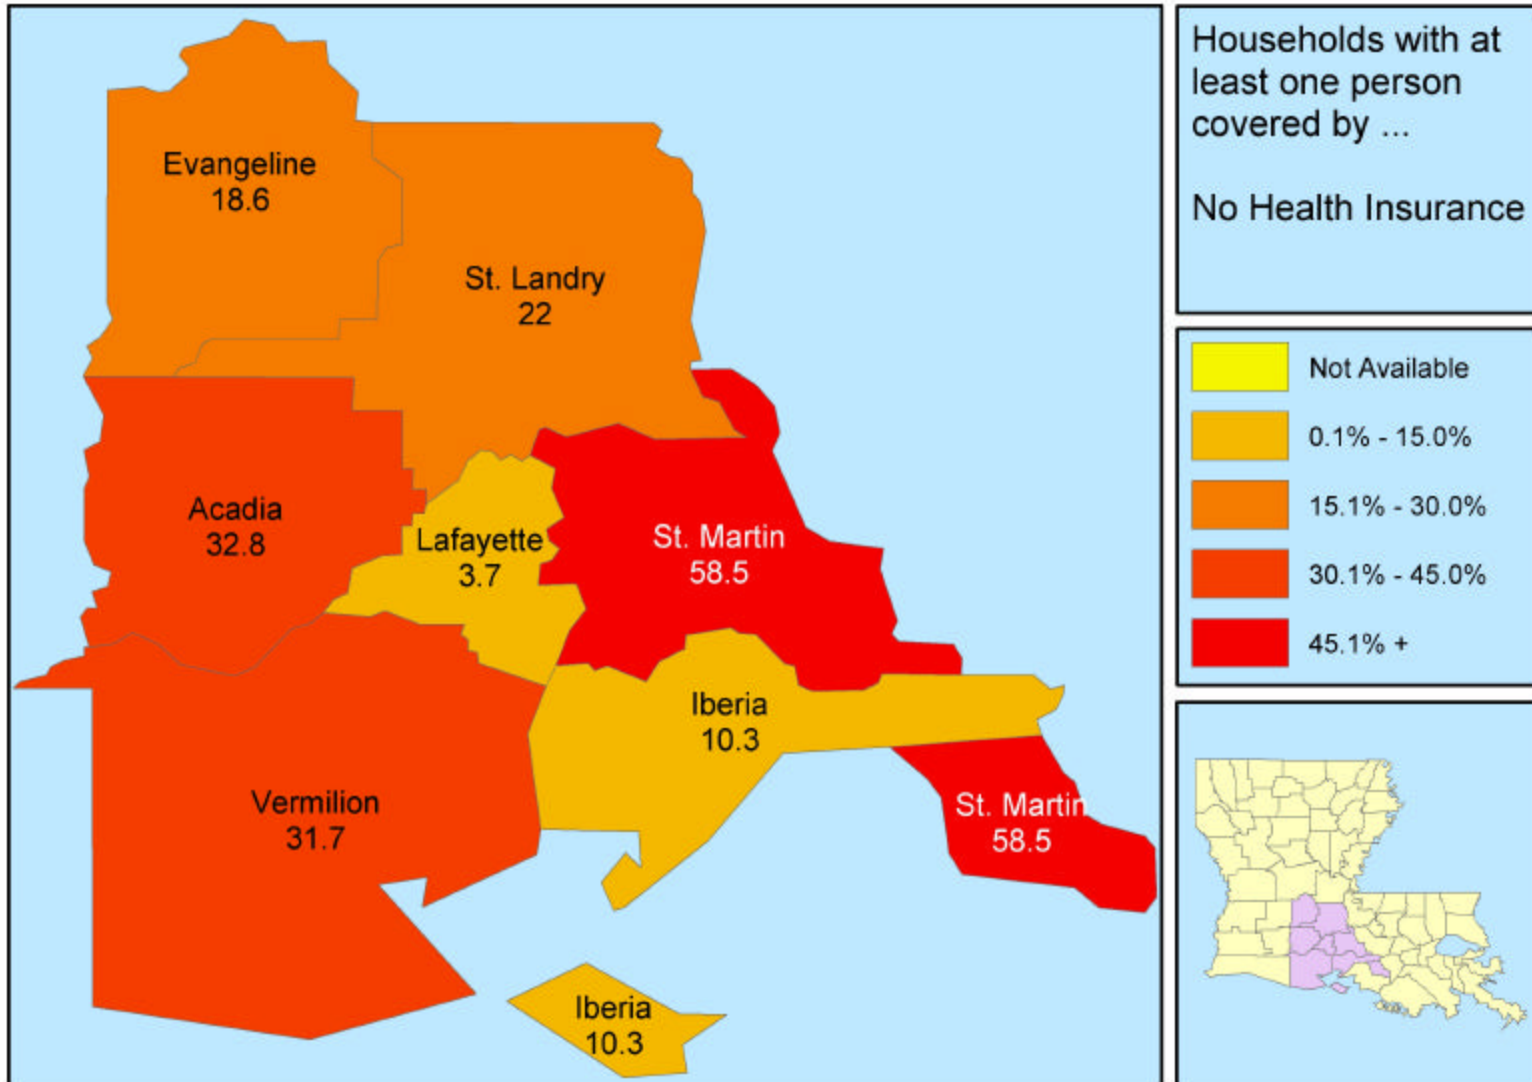 Evangeline
18.6
St. Landry
22
Acadia
32.8
Lafayette
3.7
St. Martin
58.5
Iberia
10.3
Vermilion
31.7
St. Martin
58.5
Iberia
10.3
Households with at
least one person
covered by ...
No Health Insurance
Not Available
0.1% - 15.0%
15.1% - 30.0%
30.1% - 45.0%
45.1% +